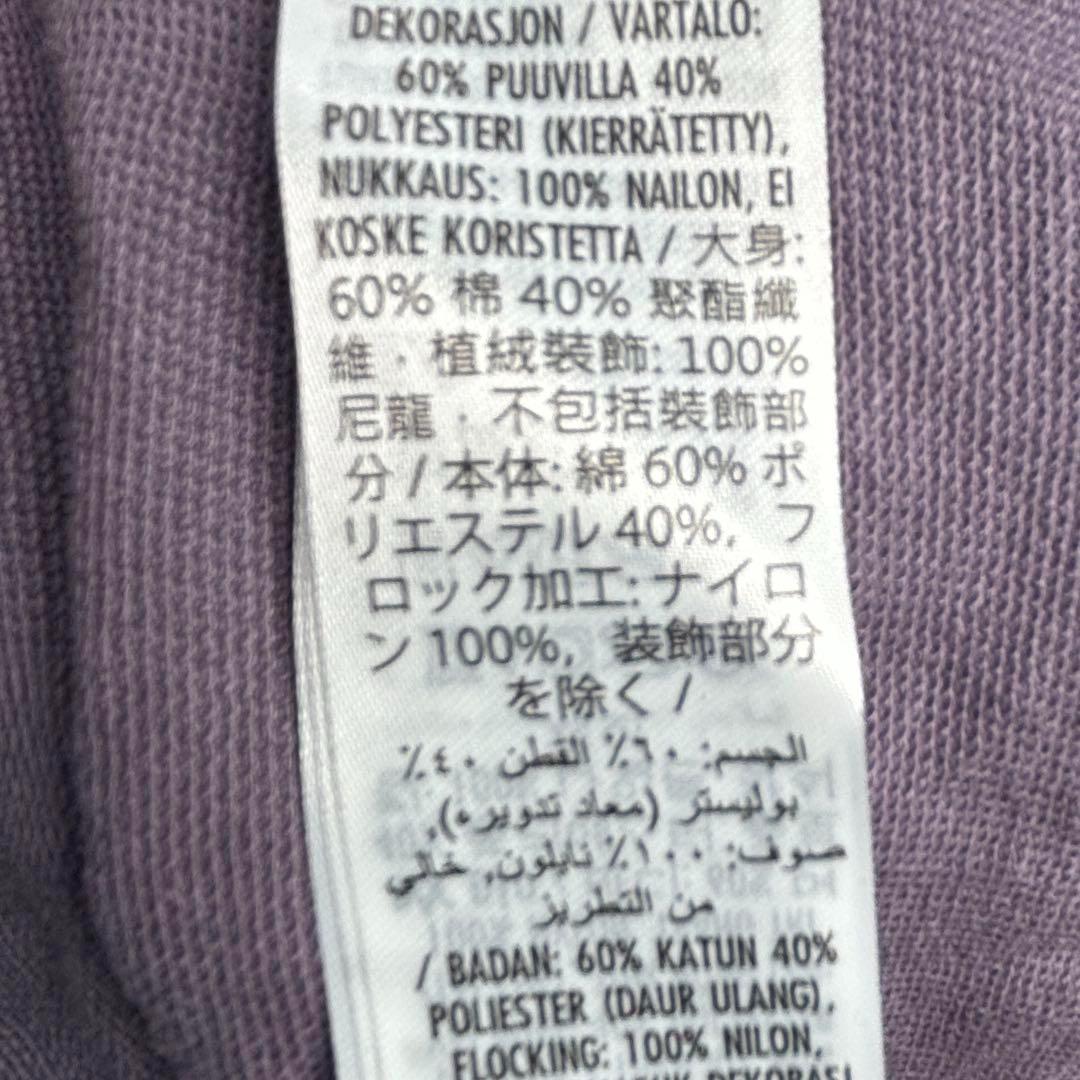 DEKORASJON / VARTALO:
60% PUUVILLA 40%
POLYESTERI (KIERRÄTETTY),
NUKKAUS: 100% NAILON, EI
KOSKE KORISTETTA / 大身:
60% 棉 40% 聚酯纖
維 · 植絨裝飾: 100%
尼龍 · 不包括裝飾部
分 / 本体: 綿 60% ポ
リエステル 40%, フ
ロック加工: ナイロ
ン 100%, 装飾部分
を除く /
الجسم: ٦٠٪ القطن ٤٠٪
بوليستر (معاد تدويره),
صوف: ١٠٠٪ نايلون, خالي
من التطريز
/ BADAN: 60% KATUN 40%
POLIESTER (DAUR ULANG),
FLOCKING: 100% NILON,
DEKORASI